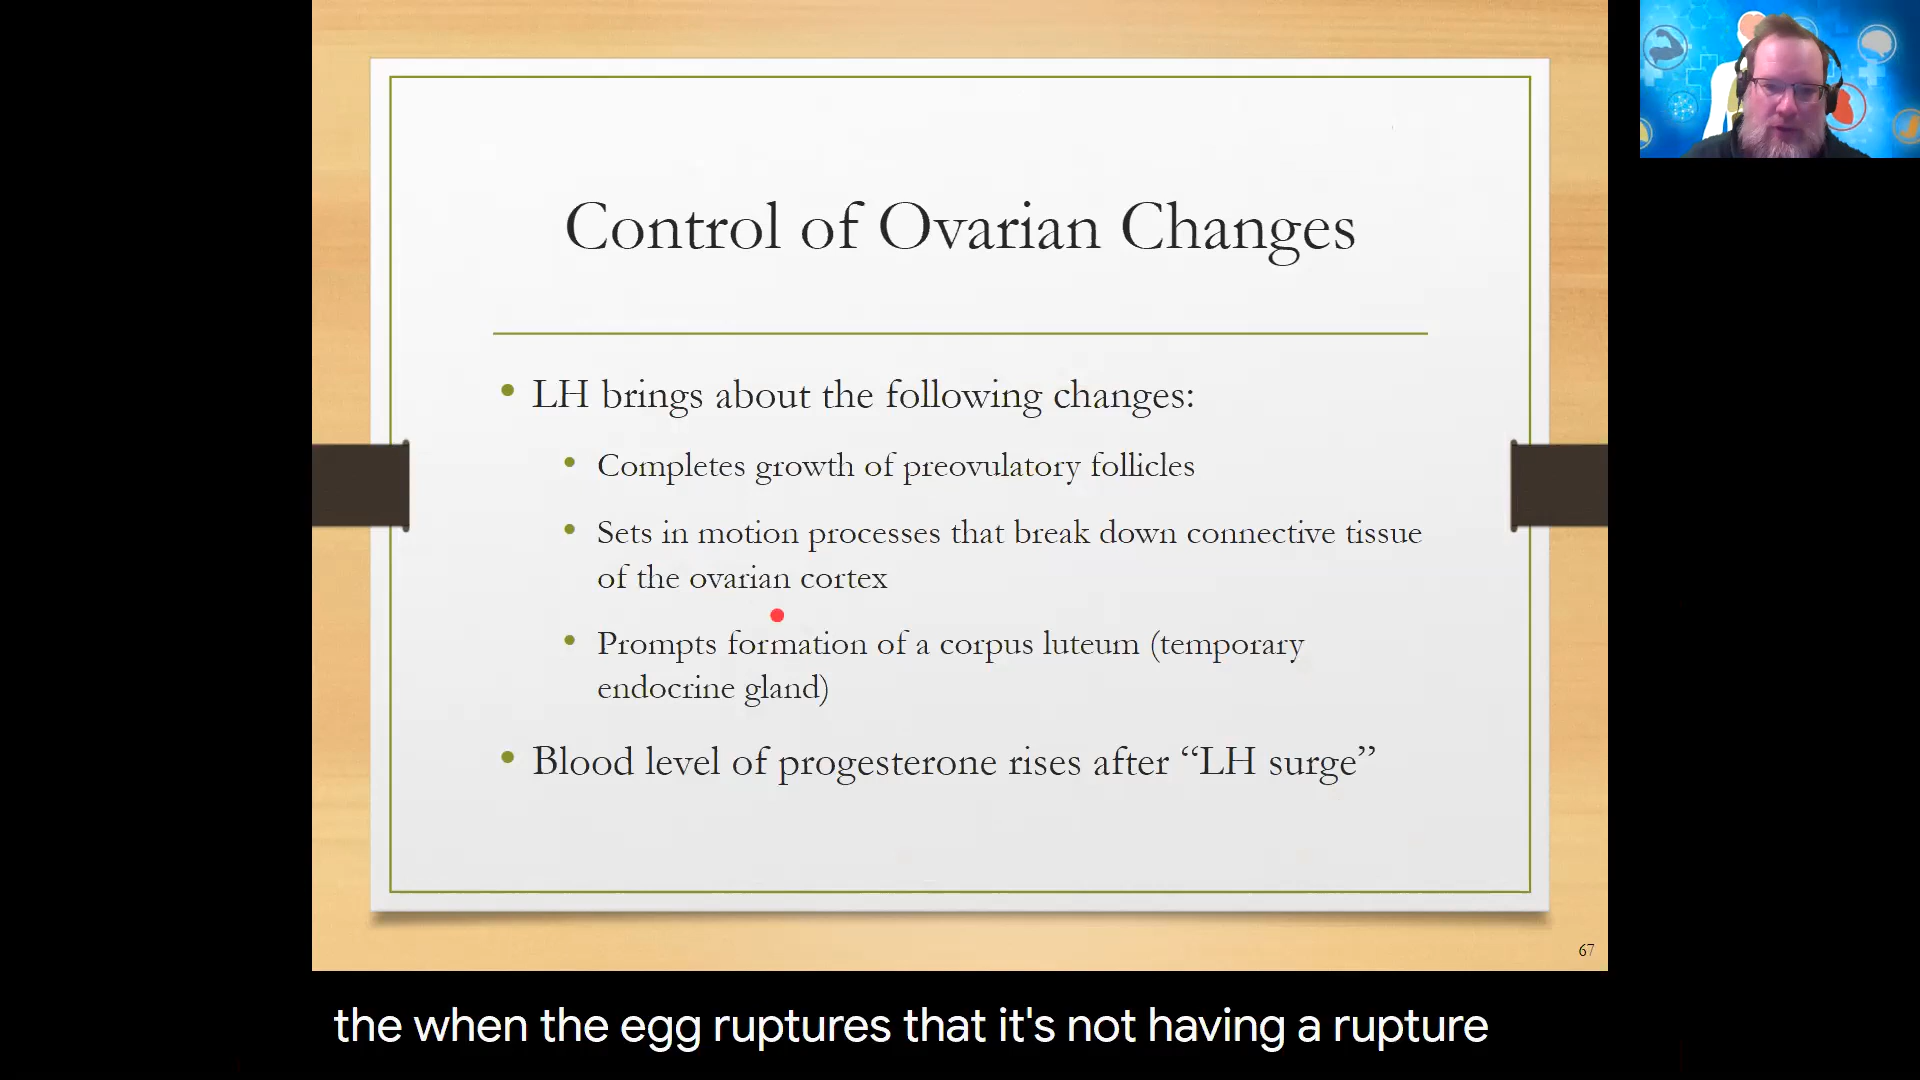 Control of Ovarian Changes
• LH brings about the following changes:
• Completes growth of preovulatory follicles
• Sets in motion processes that break down connective tissue
of the ovarian cortex
• Prompts formation of a corpus luteum (temporary
endocrine gland)
• Blood level of progesterone rises after “LH surge”
67
the when the egg ruptures that it's not having a rupture